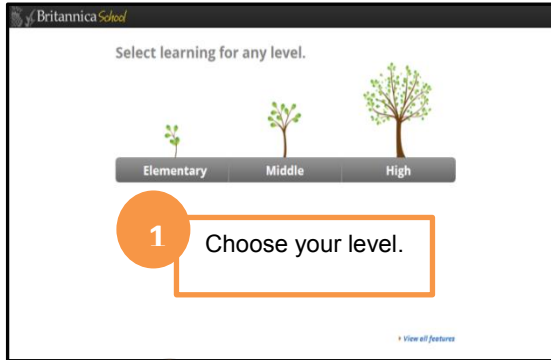 Britannica School
Select learning for any level.
Elementary Middle High
1
Choose your level.
View all features